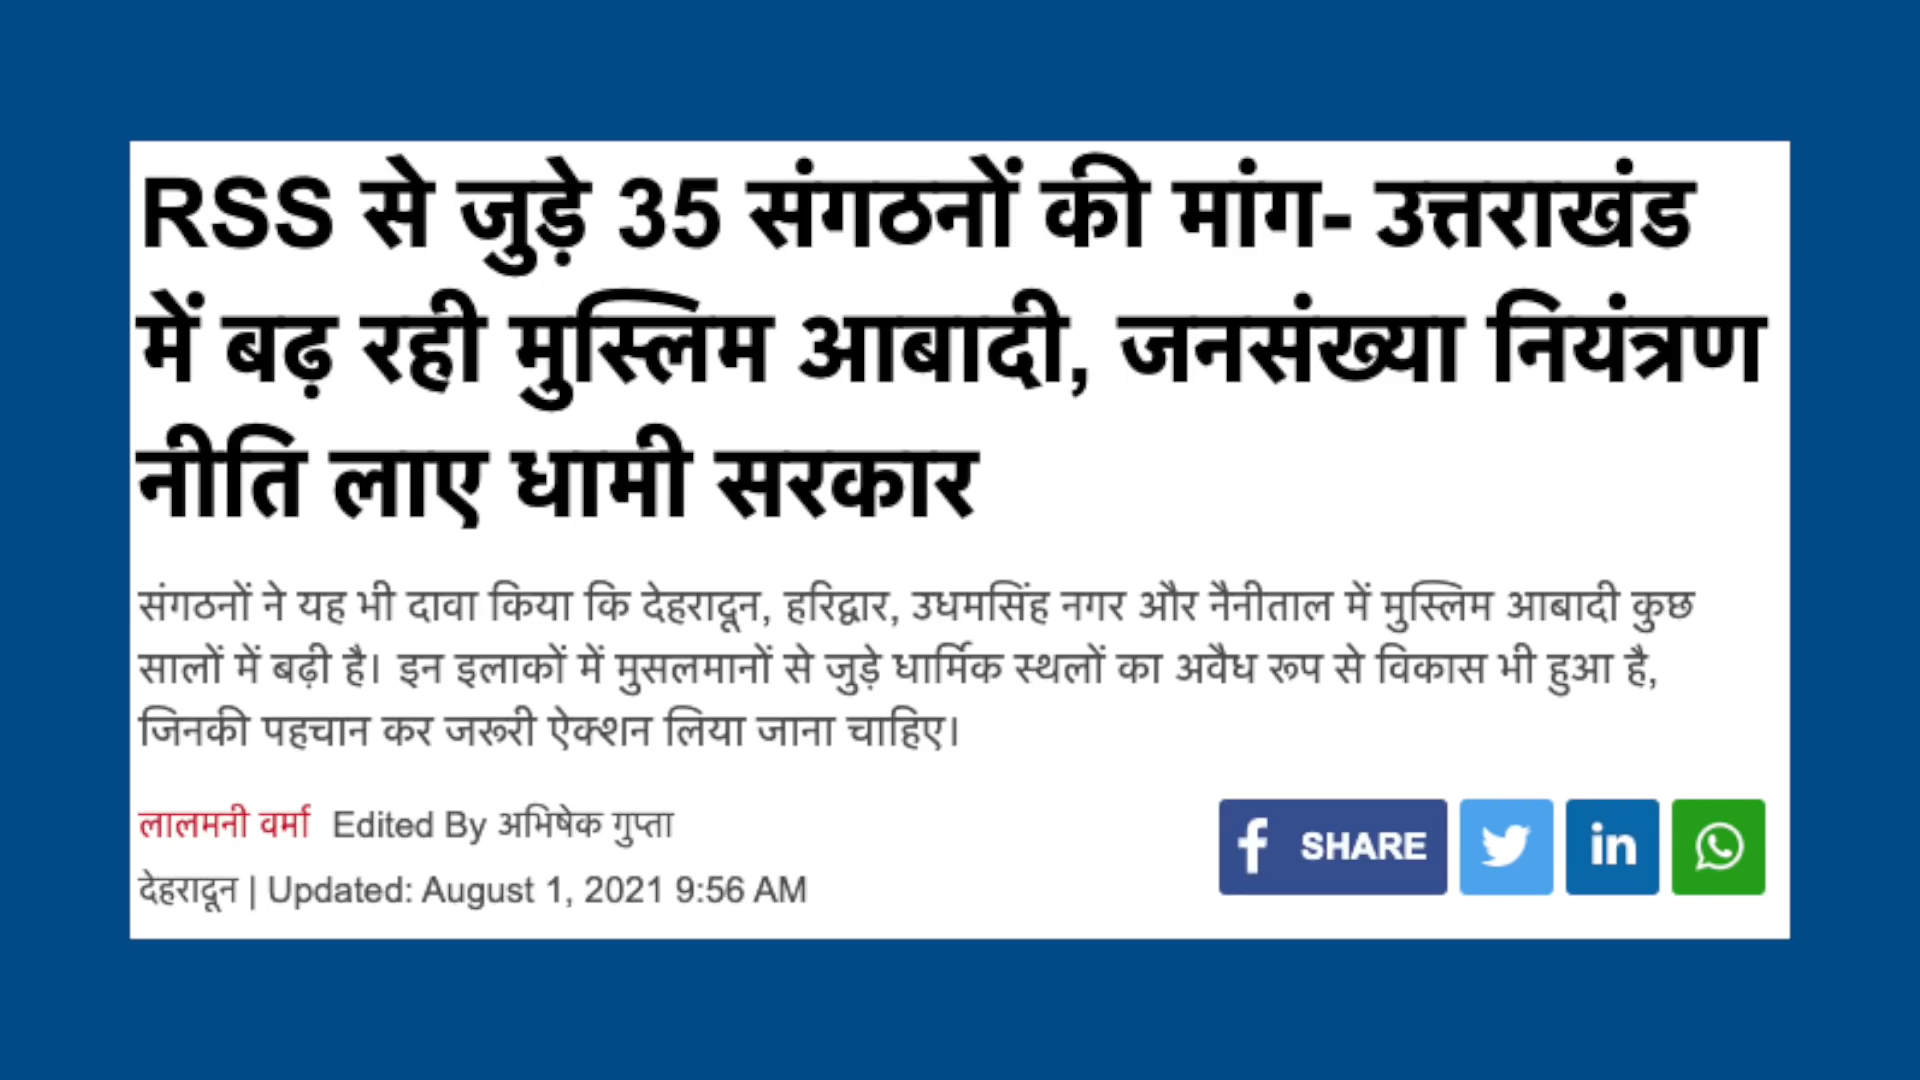 RSS से जुड़े 35 संगठनों की मांग- उत्तराखंड
में बढ़ रही मुस्लिम आबादी, जनसंख्या नियंत्रण
नीति लाए धामी सरकार
संगठनों ने यह भी दावा किया कि देहरादून, हरिद्वार, उधमसिंह नगर और नैनीताल में मुस्लिम आबादी कुछ
सालों में बढ़ी है। इन इलाकों में मुसलमानों से जुड़े धार्मिक स्थलों का अवैध रूप से विकास भी हुआ है,
जिनकी पहचान कर जरूरी ऐक्शन लिया जाना चाहिए।
लालमनी वर्मा Edited By अभिषेक गुप्ता
देहरादून | Updated: August 1, 2021 9:56 AM
f SHARE in